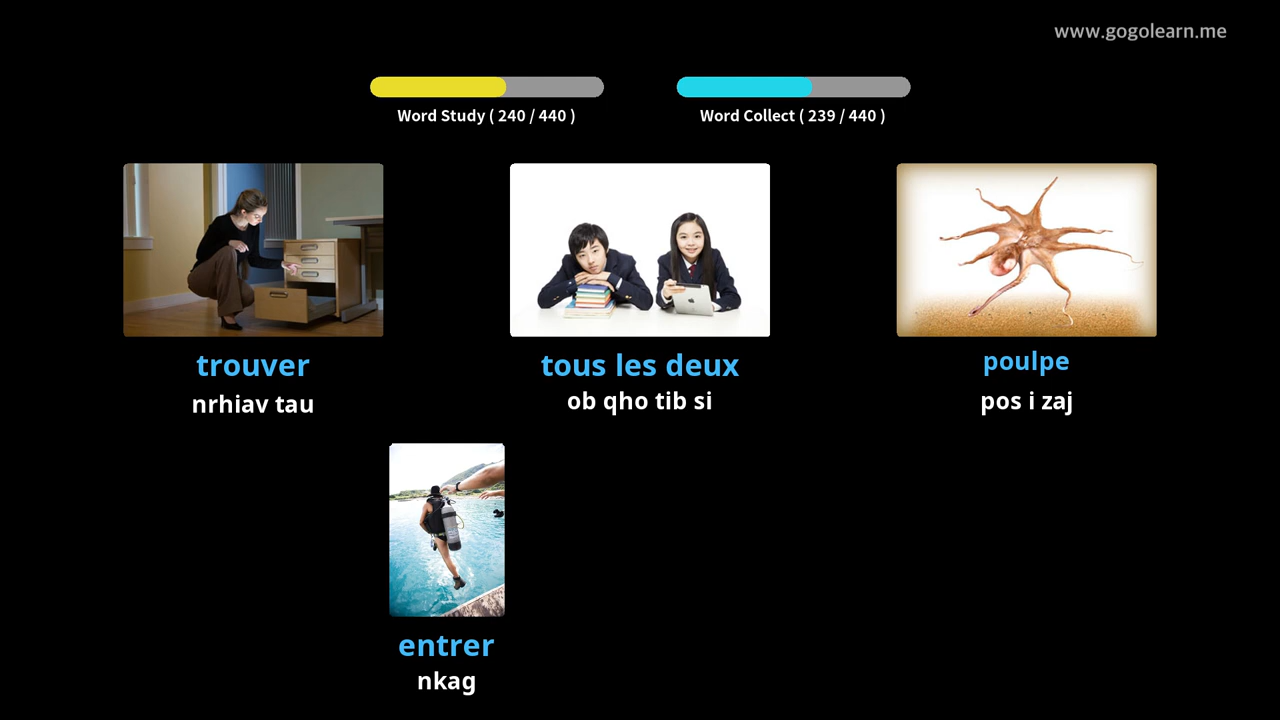 www.gogolearn.me
Word Study ( 240 / 440 )
Word Collect ( 239 / 440 )
trouver
nrhiav tau
tous les deux
ob qho tib si
poulpe
pos i zaj
entrer
nkag